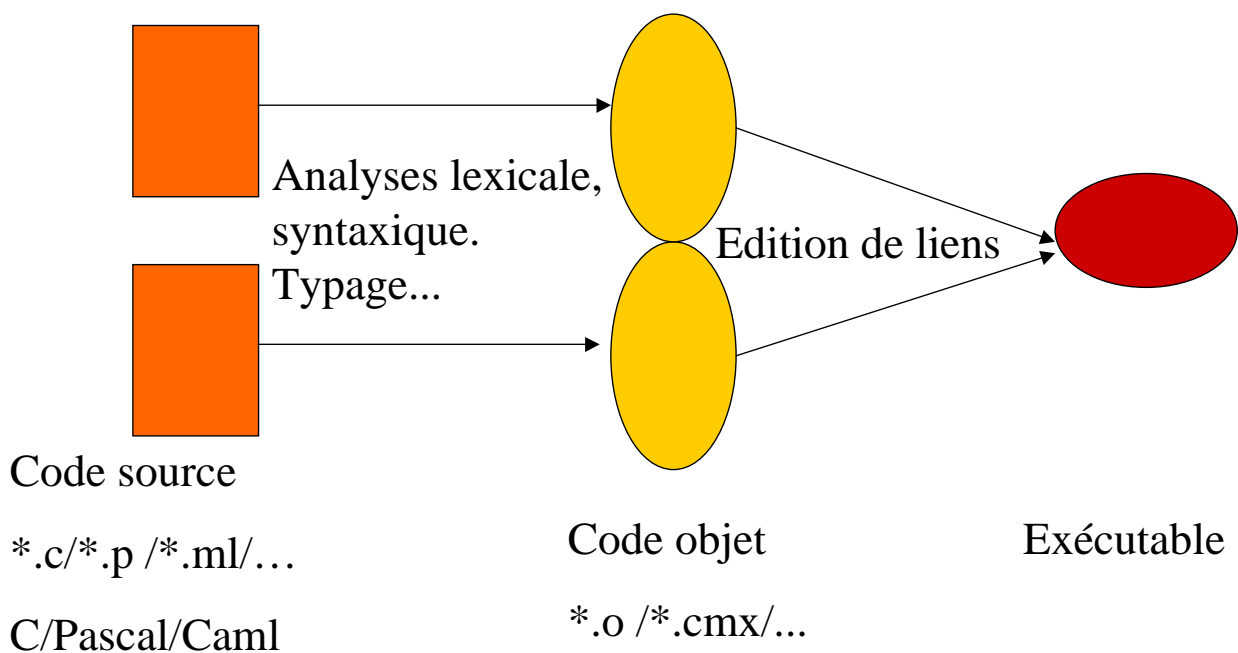 Analyses lexicale,
syntaxique.
Typage...
Edition de liens
Code source
*.c/*.p /*.ml/…
C/Pascal/Caml
Code objet
*.o /*.cmx/...
Exécutable